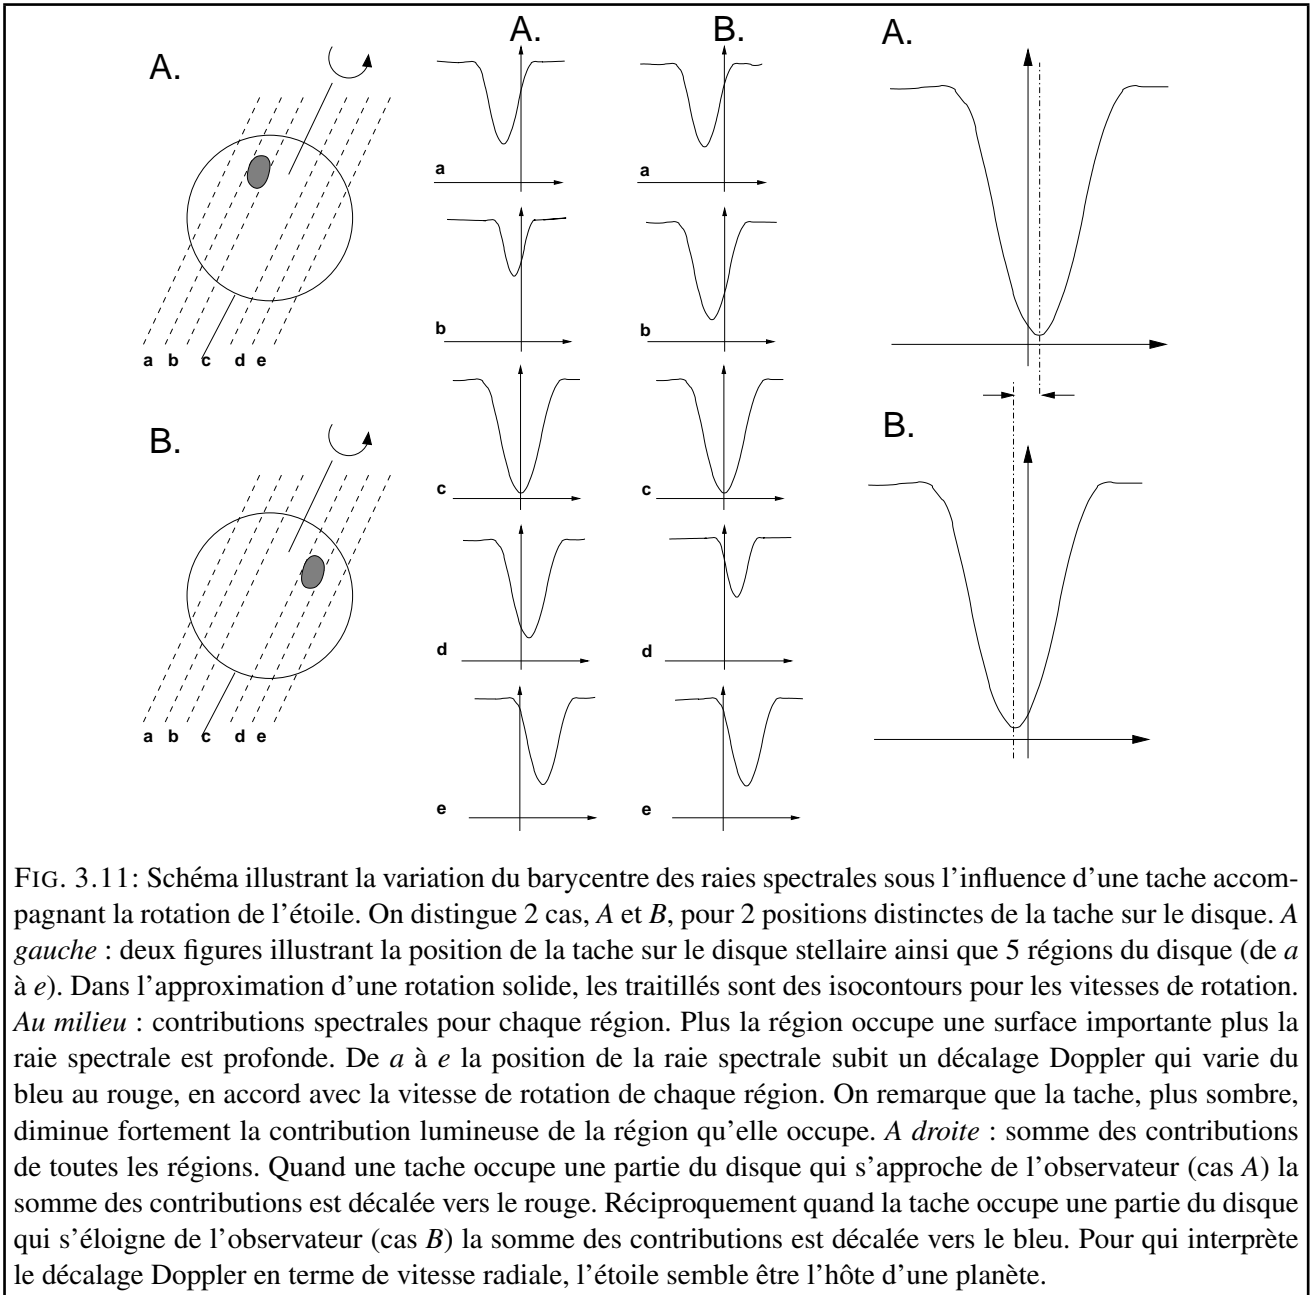 A.
B.
A.
A.
a
a
b
b
a b c d e
B.
B.
c
c
d
d
a b c d e
e
e
FIG. 3.11: Schéma illustrant la variation du barycentre des raies spectrales sous l'influence d'une tache accom-
pagnant la rotation de l'étoile. On distingue 2 cas, A et B, pour 2 positions distinctes de la tache sur le disque. A
gauche : deux figures illustrant la position de la tache sur le disque stellaire ainsi que 5 régions du disque (de a
à e). Dans l'approximation d'une rotation solide, les traitillés sont des isocontours pour les vitesses de rotation.
Au milieu : contributions spectrales pour chaque région. Plus la région occupe une surface importante plus la
raie spectrale est profonde. De a à e la position de la raie spectrale subit un décalage Doppler qui varie du
bleu au rouge, en accord avec la vitesse de rotation de chaque région. On remarque que la tache, plus sombre,
diminue fortement la contribution lumineuse de la région qu'elle occupe. A droite : somme des contributions
de toutes les régions. Quand une tache occupe une partie du disque qui s'approche de l'observateur (cas A) la
somme des contributions est décalée vers le rouge. Réciproquement quand la tache occupe une partie du disque
qui s'éloigne de l'observateur (cas B) la somme des contributions est décalée vers le bleu. Pour qui interprète
le décalage Doppler en terme de vitesse radiale, l'étoile semble être l'hôte d'une planète.